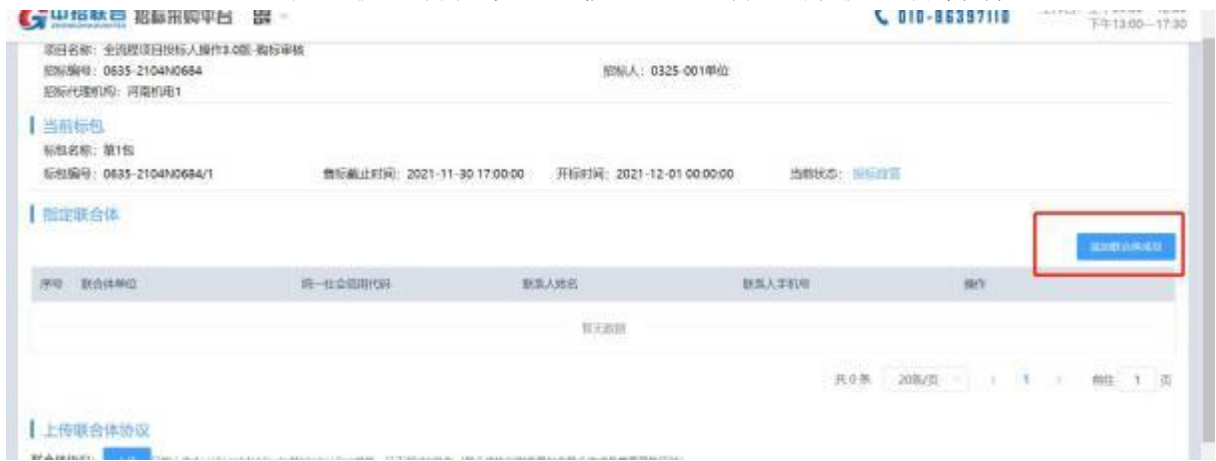 中招联合 招标采购平台
010-86397110
下午13:00—17:30
项目名称：全流程项目投标人操作3.0版-购标审核
招标编号：0635-2104N0684 招标人：0325-001单位
招标代理机构：河南机电1
当前标包
标包名称：第1包
标包编号：0635-2104N0684/1 售标截止时间：2021-11-30 17:00:00 开标时间：2021-12-01 00:00:00 当前状态：
指定联合体
添加联合体成员
序号 联合体单位 统一社会信用代码 联系人姓名 联系人手机号 操作
暂无数据
共 0 条 20条/页 1 前往 1 页
上传联合体协议